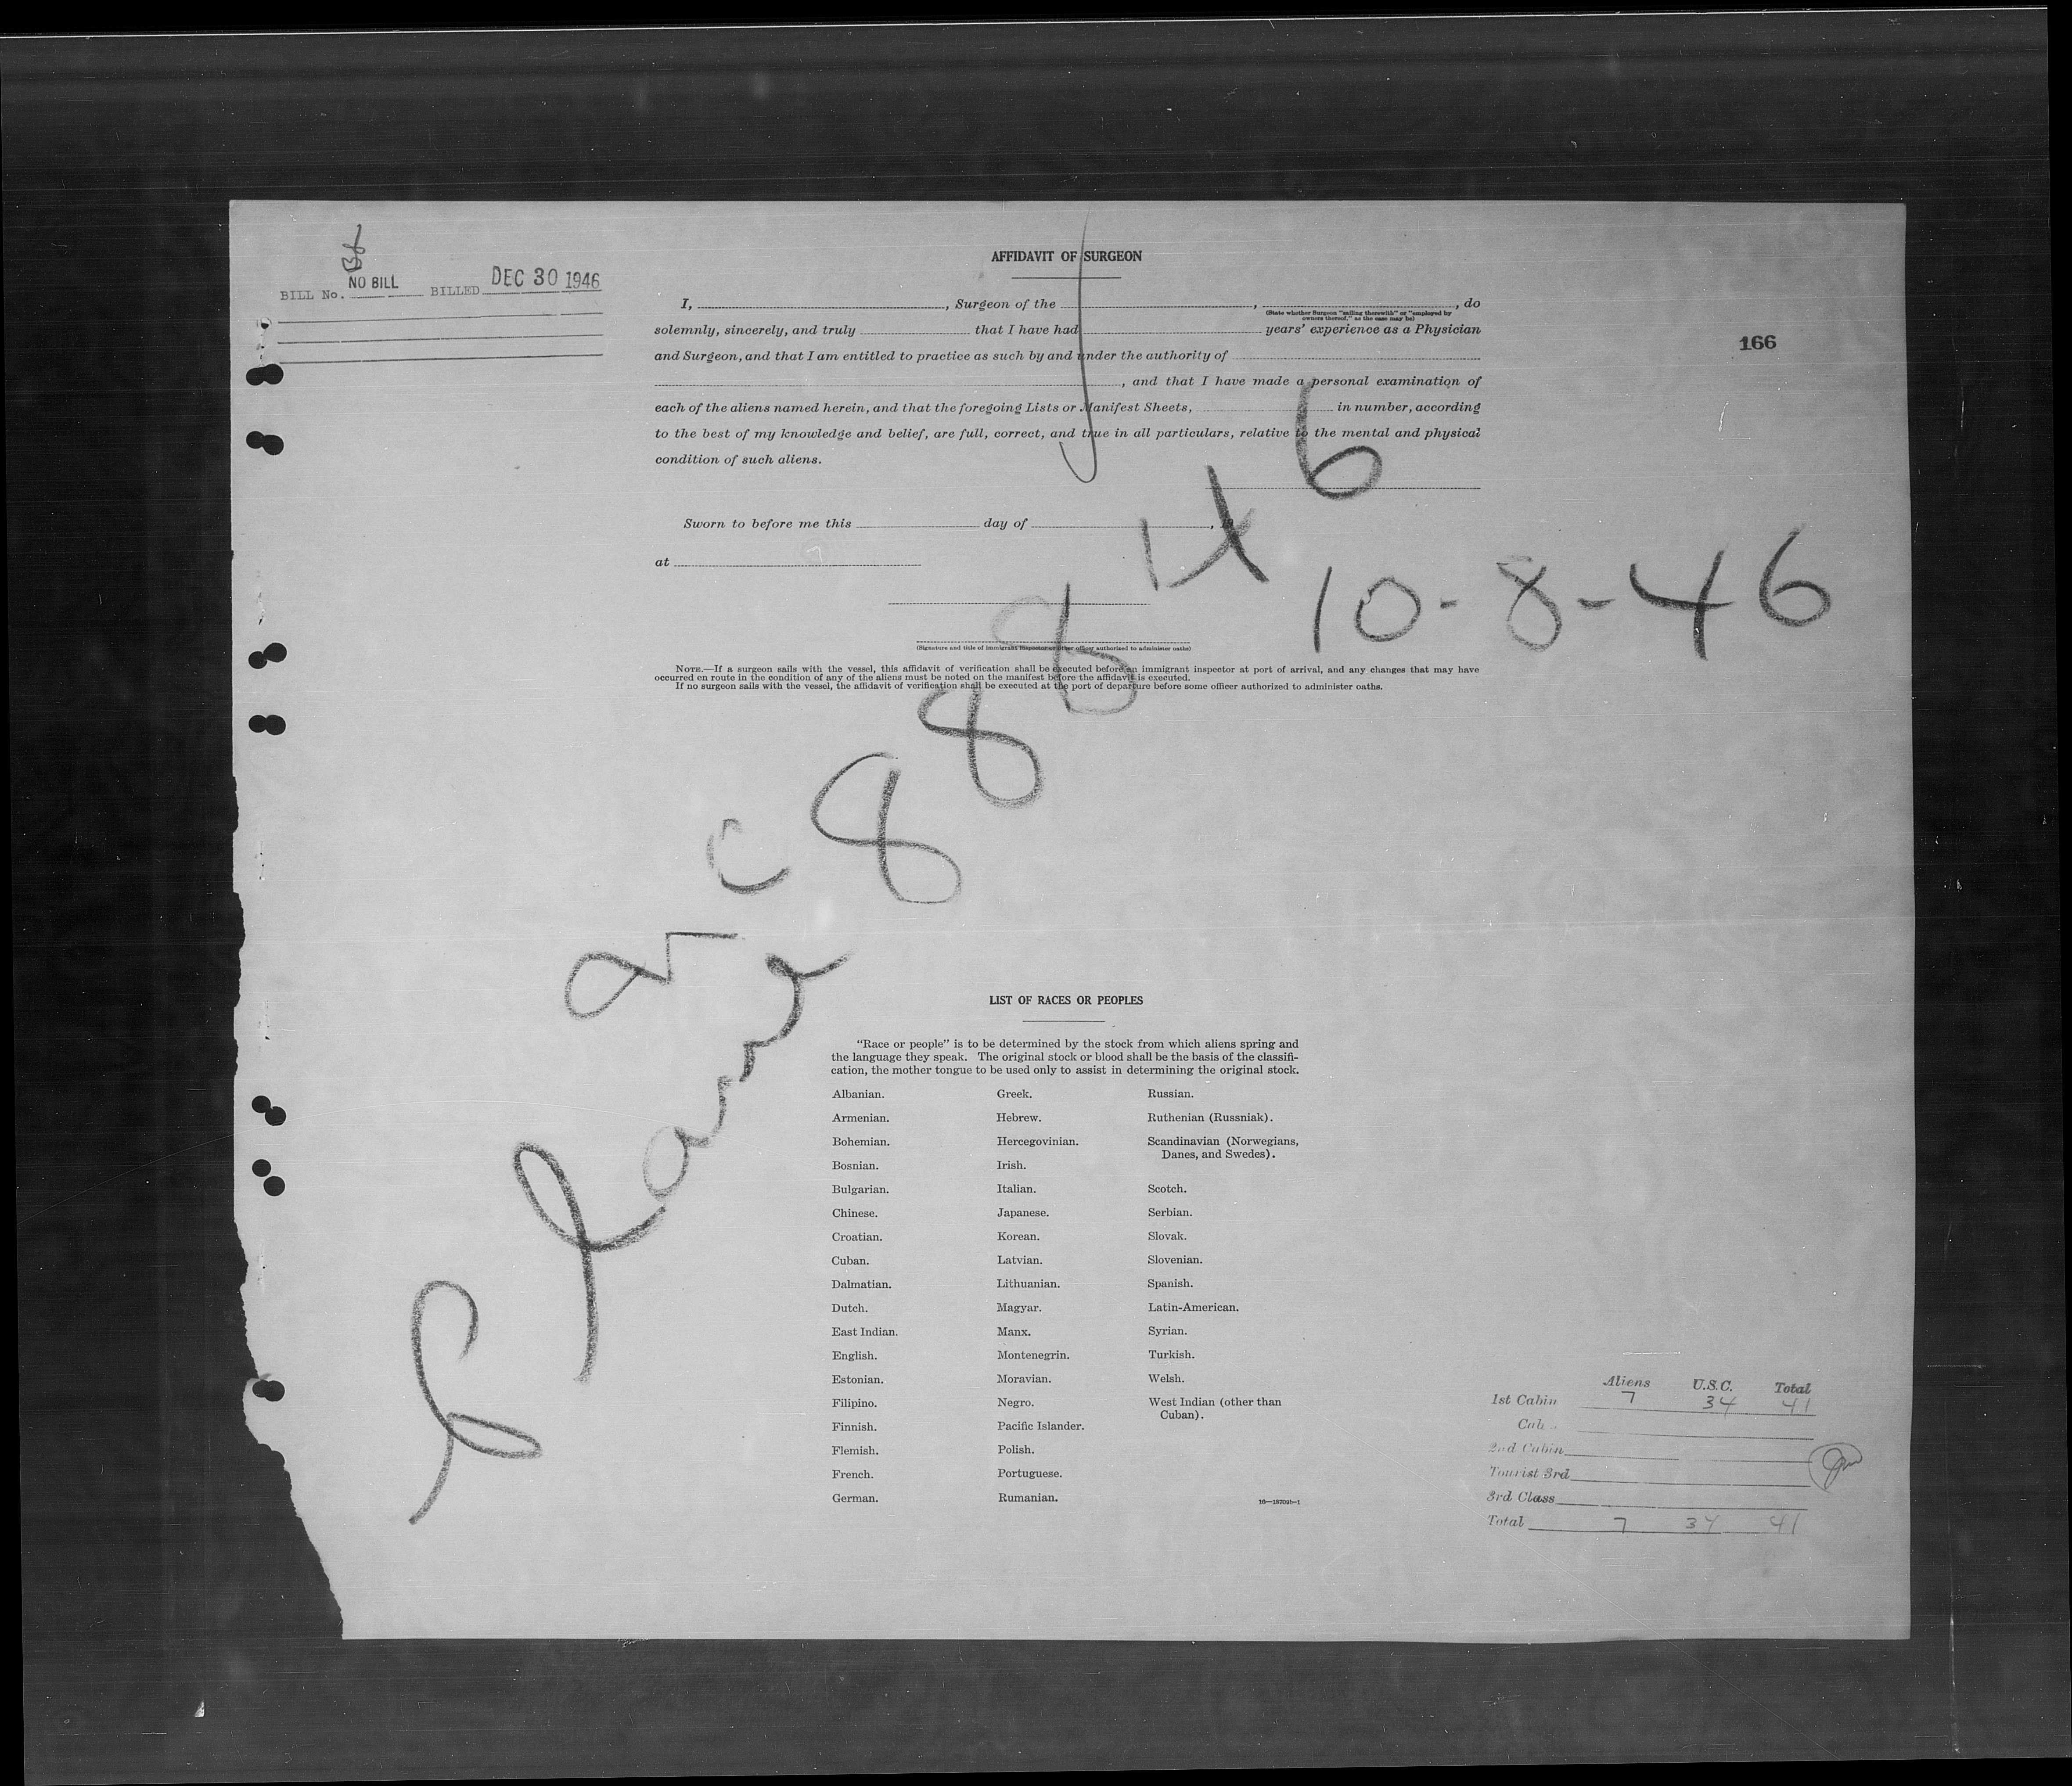 NO BILL
BILL No. BILLED DEC 30 1946
AFFIDAVIT OF SURGEON
I, , Surgeon of the , , do
(State whether Surgeon "sailing therewith" or "employed by
owners thereof," as the case may be)
solemnly, sincerely, and truly that I have had years' experience as a Physician
and Surgeon, and that I am entitled to practice as such by and under the authority of
, and that I have made a personal examination of
each of the aliens named herein, and that the foregoing Lists or Manifest Sheets, in number, according
to the best of my knowledge and belief, are full, correct, and true in all particulars, relative to the mental and physical
condition of such aliens.
Sworn to before me this day of , 19
at
(Signature and title of immigrant inspector or other officer authorized to administer oaths)
NOTE.—If a surgeon sails with the vessel, this affidavit of verification shall be executed before an immigrant inspector at port of arrival, and any changes that may have
occurred en route in the condition of any of the aliens must be noted on the manifest before the affidavit is executed.
If no surgeon sails with the vessel, the affidavit of verification shall be executed at the port of departure before some officer authorized to administer oaths.
166
10-8-46
LIST OF RACES OR PEOPLES
"Race or people" is to be determined by the stock from which aliens spring and
the language they speak. The original stock or blood shall be the basis of the classifi-
cation, the mother tongue to be used only to assist in determining the original stock.
Albanian.
Armenian.
Bohemian.
Bosnian.
Bulgarian.
Chinese.
Croatian.
Cuban.
Dalmatian.
Dutch.
East Indian.
English.
Estonian.
Filipino.
Finnish.
Flemish.
French.
German.
Greek.
Hebrew.
Hercegovinian.
Irish.
Italian.
Japanese.
Korean.
Latvian.
Lithuanian.
Magyar.
Manx.
Montenegrin.
Moravian.
Negro.
Pacific Islander.
Polish.
Portuguese.
Rumanian.
Russian.
Ruthenian (Russniak).
Scandinavian (Norwegians,
Danes, and Swedes).
Scotch.
Serbian.
Slovak.
Slovenian.
Spanish.
Latin-American.
Syrian.
Turkish.
Welsh.
West Indian (other than
Cuban).
Aliens U.S.C. Total
1st Cabin 7 34 41
Cab
2nd Cabin
Tourist 3rd
3rd Class
Total 7 34 41